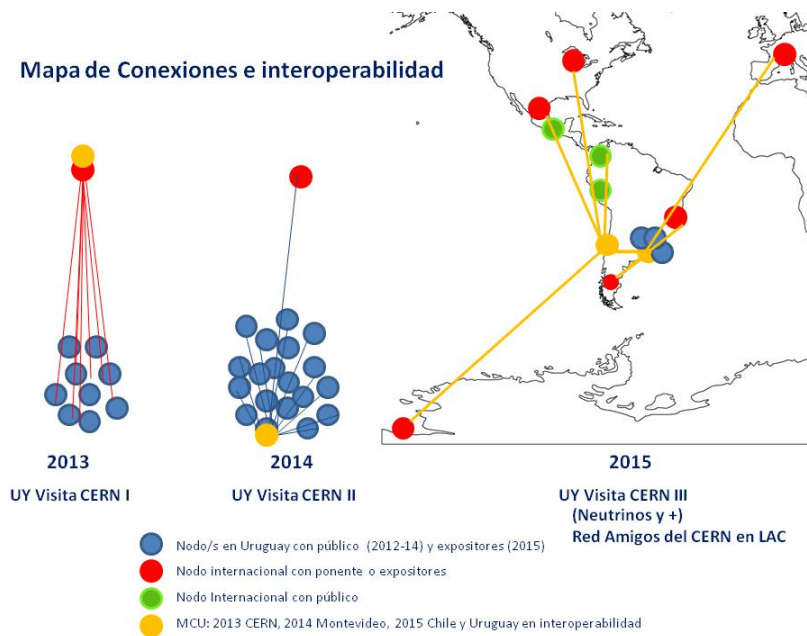 Mapa de Conexiones e interoperabilidad
2013
UY Visita CERN I
2014
UY Visita CERN II
2015
UY Visita CERN III
(Neutrinos y +)
Red Amigos del CERN en LAC
Nodo/s en Uruguay con público (2012-14) y expositores (2015)
Nodo internacional con ponente o expositores
Nodo Internacional con público
MCU: 2013 CERN, 2014 Montevideo, 2015 Chile y Uruguay en interoperabilidad